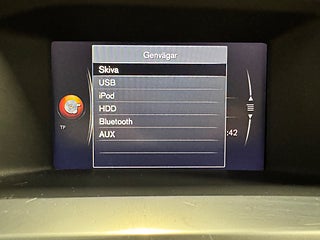 Genvägar
Skiva
USB
iPod
HDD
Bluetooth
AUX
TP
:42